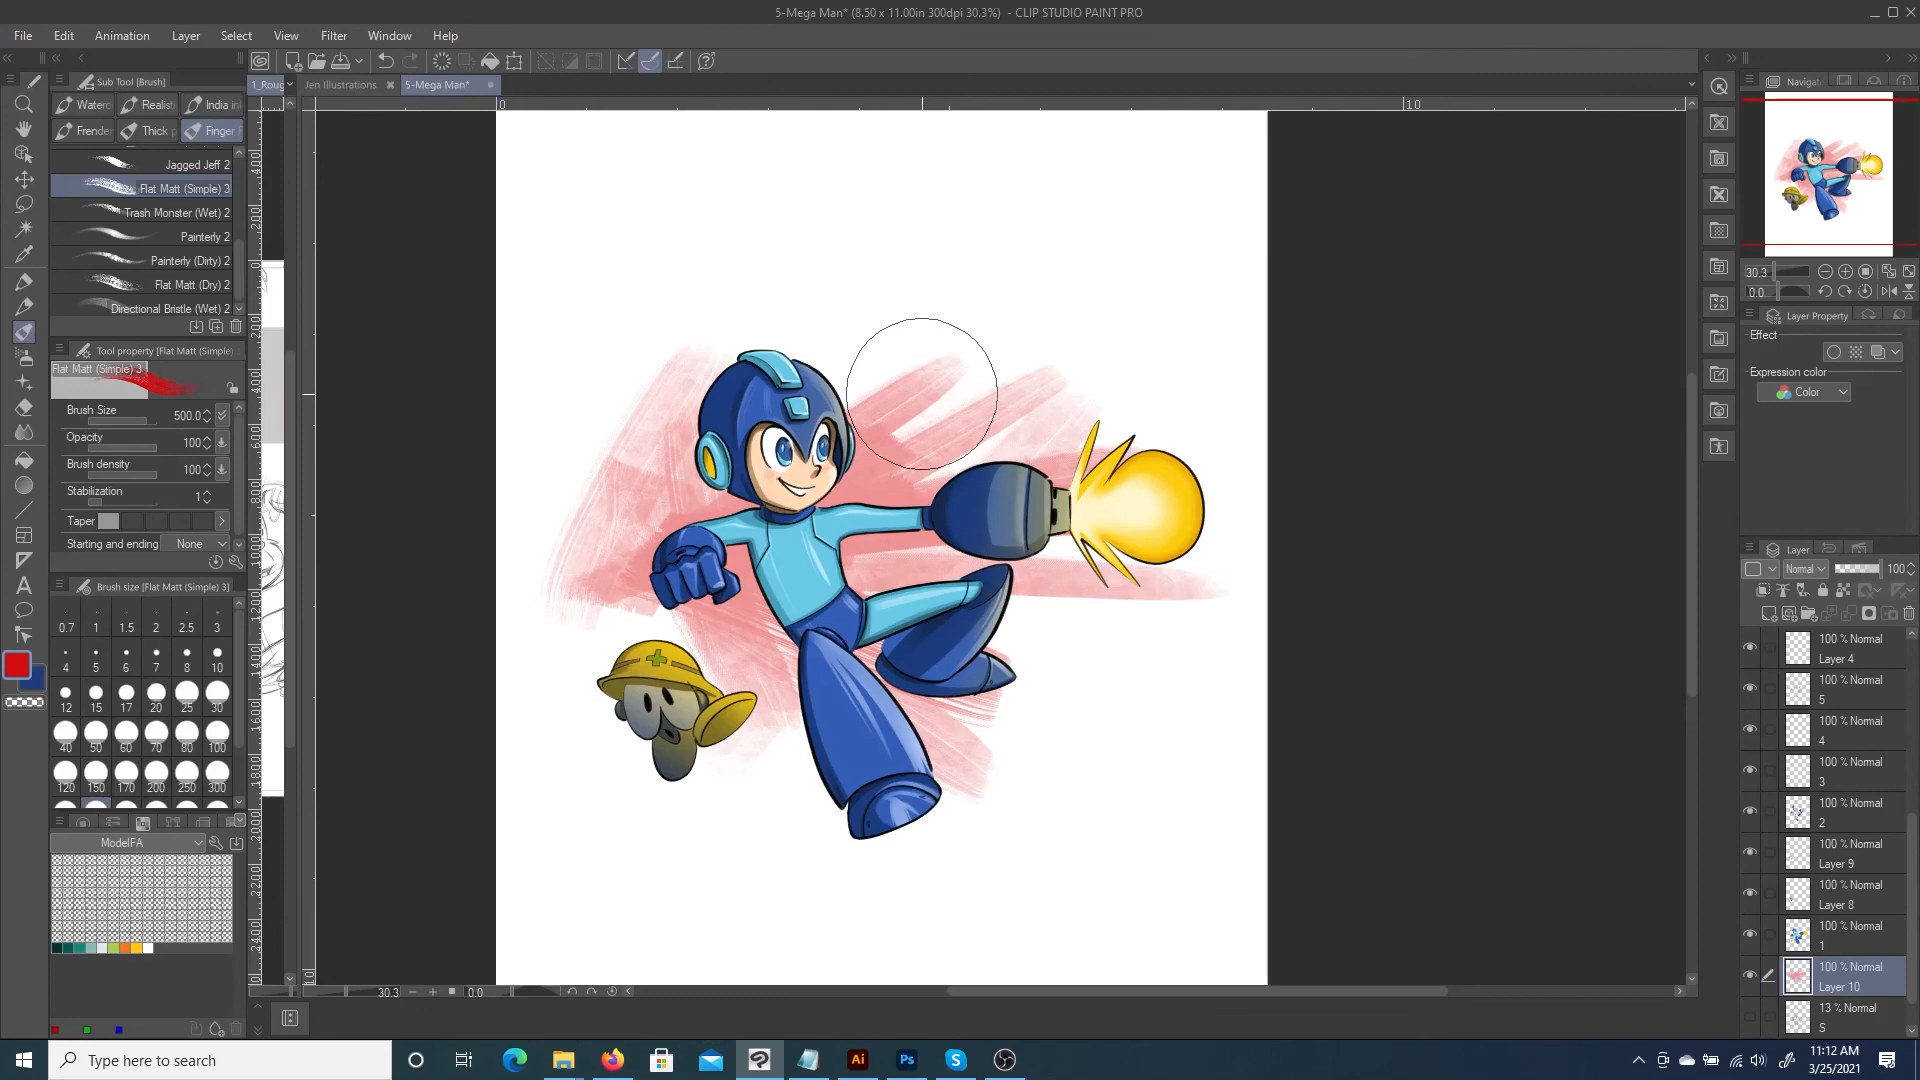 5-Mega Man* (8.50 x 11.00in 300dpi 30.3%) - CLIP STUDIO PAINT PRO
File Edit Animation Layer Select View Filter Window Help
Sub Tool [Brush]
1_Roug
Jen Illustrations
5-Mega Man*
Navigat
Waterc Realist India in
Frende Thick p Finger
Jagged Jeff 2
Flat Matt (Simple) 3
Trash Monster (Wet) 2
Painterly 2
Painterly (Dirty) 2
Flat Matt (Dry) 2
Directional Bristle (Wet) 2
Tool property [Flat Matt (Simple)
Flat Matt (Simple) 3
Brush Size 500.0
Opacity 100
Brush density 100
Stabilization 1
Taper
Starting and ending None
Brush size [Flat Matt (Simple) 3]
0.7 1 1.5 2 2.5 3
4 5 6 7 8 10
12 15 17 20 25 30
40 50 60 70 80 100
120 150 170 200 250 300
ModelFA
0 10
30.3 0.0
30.3
0.0
Layer Property
Effect
Expression color
Color
Layer
Normal 100
100 % Normal
Layer 4
100 % Normal
5
100 % Normal
4
100 % Normal
3
100 % Normal
2
100 % Normal
Layer 9
100 % Normal
Layer 8
100 % Normal
1
100 % Normal
Layer 10
13 % Normal
S
Type here to search
Ai
Ps
11:12 AM
3/25/2021